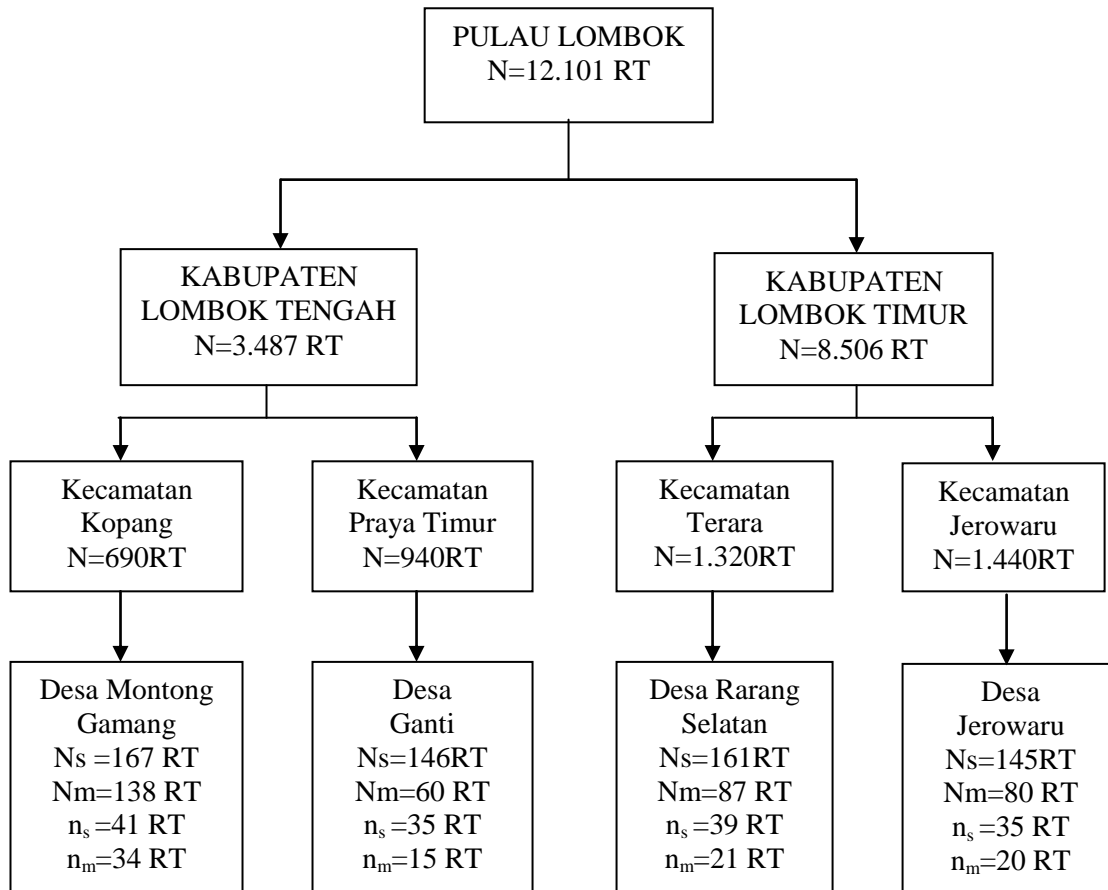 PULAU LOMBOK
N=12.101 RT
KABUPATEN
LOMBOK TENGAH
N=3.487 RT
KABUPATEN
LOMBOK TIMUR
N=8.506 RT
Kecamatan
Kopang
N=690RT
Kecamatan
Praya Timur
N=940RT
Kecamatan
Terara
N=1.320RT
Kecamatan
Jerowaru
N=1.440RT
Desa Montong
Gamang
Ns =167 RT
Nm=138 RT
nₛ =41 RT
nₘ=34 RT
Desa
Ganti
Ns=146RT
Nm=60 RT
nₛ =35 RT
nₘ=15 RT
Desa Rarang
Selatan
Ns=161RT
Nm=87 RT
nₛ =39 RT
nₘ=21 RT
Desa
Jerowaru
Ns=145RT
Nm=80 RT
nₛ =35 RT
nₘ=20 RT